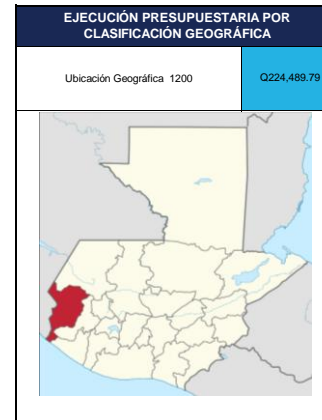 EJECUCIÓN PRESUPUESTARIA POR
CLASIFICACIÓN GEOGRÁFICA
Ubicación Geográfica 1200
Q224,489.79